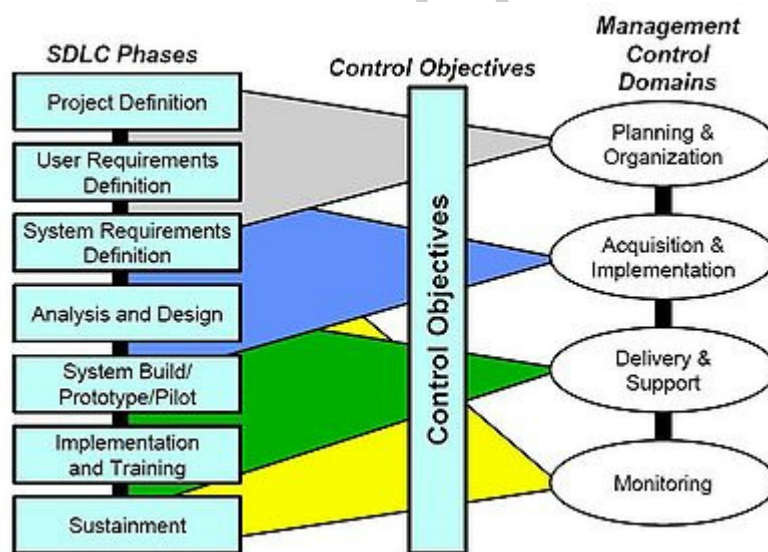 SDLC Phases
Control Objectives
Management
Control
Domains
Project Definition
User Requirements
Definition
System Requirements
Definition
Analysis and Design
System Build/
Prototype/Pilot
Implementation
and Training
Sustainment
Control Objectives
Planning &
Organization
Acquisition &
Implementation
Delivery &
Support
Monitoring